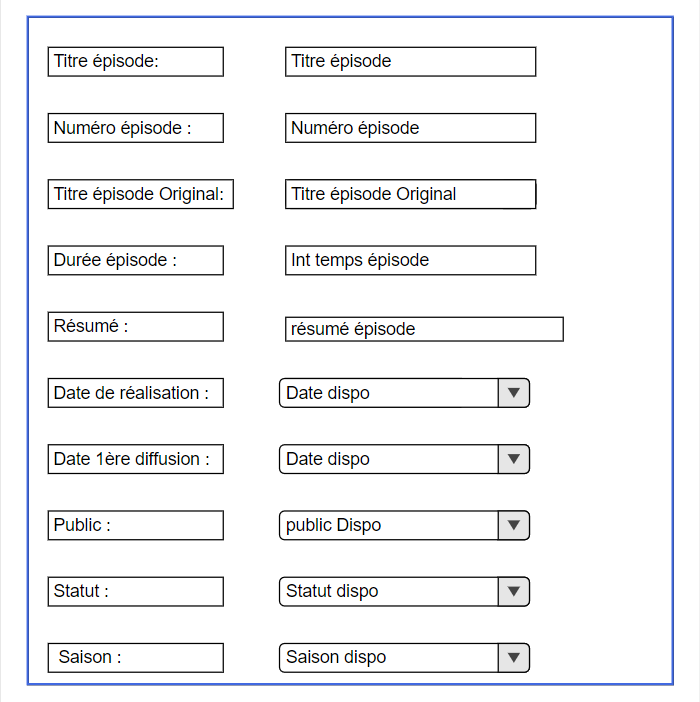 Titre épisode: Titre épisode
Numéro épisode : Numéro épisode
Titre épisode Original: Titre épisode Original
Durée épisode : Int temps épisode
Résumé : résumé épisode
Date de réalisation : Date dispo
Date 1ère diffusion : Date dispo
Public : public Dispo
Statut : Statut dispo
Saison : Saison dispo